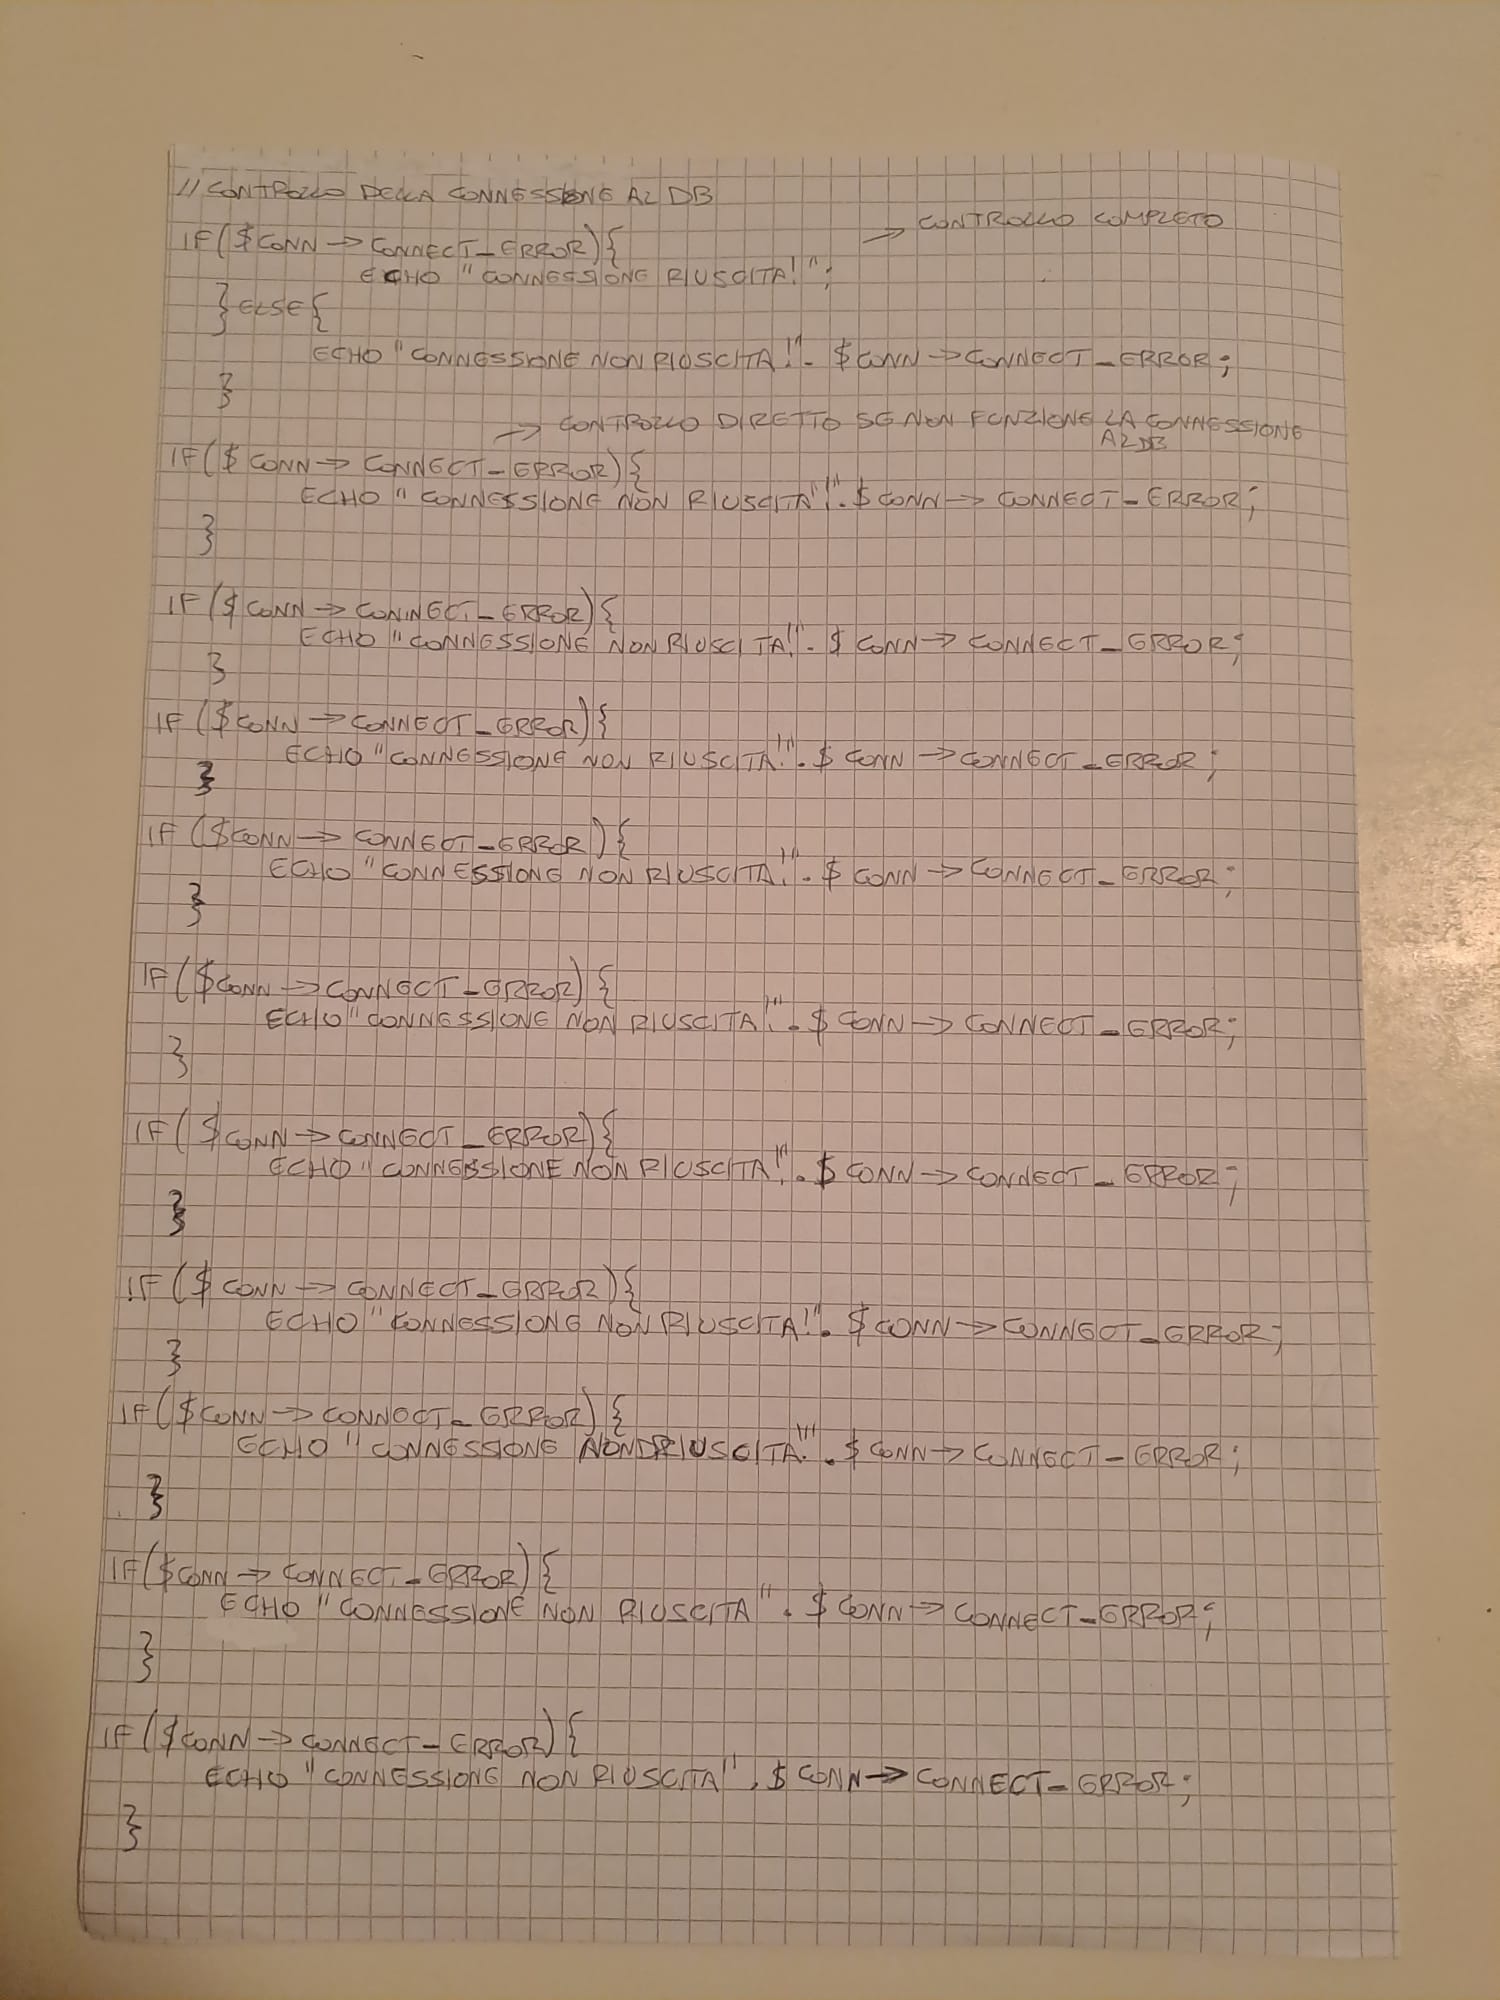 // CONTROLLO DELLA CONNESSIONE AL DB
→ CONTROLLO COMPLETO
IF($CONN → CONNECT_ERROR){
ECHO "CONNESSIONE RIUSCITA!";
}ELSE{
ECHO "CONNESSIONE NON RIUSCITA!". $CONN → CONNECT_ERROR;
}
→ CONTROLLO DIRETTO SE NON FUNZIONE LA CONNESSIONE
AL DB
IF($CONN → CONNECT_ERROR){
ECHO "CONNESSIONE NON RIUSCITA!". $CONN → CONNECT_ERROR;
}
IF($CONN → CONNECT_ERROR){
ECHO "CONNESSIONE NON RIUSCITA!". $CONN → CONNECT_ERROR;
}
IF($CONN → CONNECT_ERROR){
ECHO "CONNESSIONE NON RIUSCITA!". $CONN → CONNECT_ERROR;
}
IF($CONN → CONNECT_ERROR){
ECHO "CONNESSIONE NON RIUSCITA!". $CONN → CONNECT_ERROR;
}
IF($CONN → CONNECT_ERROR){
ECHO "CONNESSIONE NON RIUSCITA!". $CONN → CONNECT_ERROR;
}
IF($CONN → CONNECT_ERROR){
ECHO "CONNESSIONE NON RIUSCITA!". $CONN → CONNECT_ERROR;
}
IF($CONN → CONNECT_ERROR){
ECHO "CONNESSIONE NON RIUSCITA!". $CONN → CONNECT_ERROR;
}
IF($CONN → CONNECT_ERROR){
ECHO "CONNESSIONE NON RIUSCITA!". $CONN → CONNECT_ERROR;
}
IF($CONN → CONNECT_ERROR){
ECHO "CONNESSIONE NON RIUSCITA". $CONN → CONNECT_ERROR;
}
IF($CONN → CONNECT_ERROR){
ECHO "CONNESSIONE NON RIUSCITA". $CONN → CONNECT_ERROR;
}